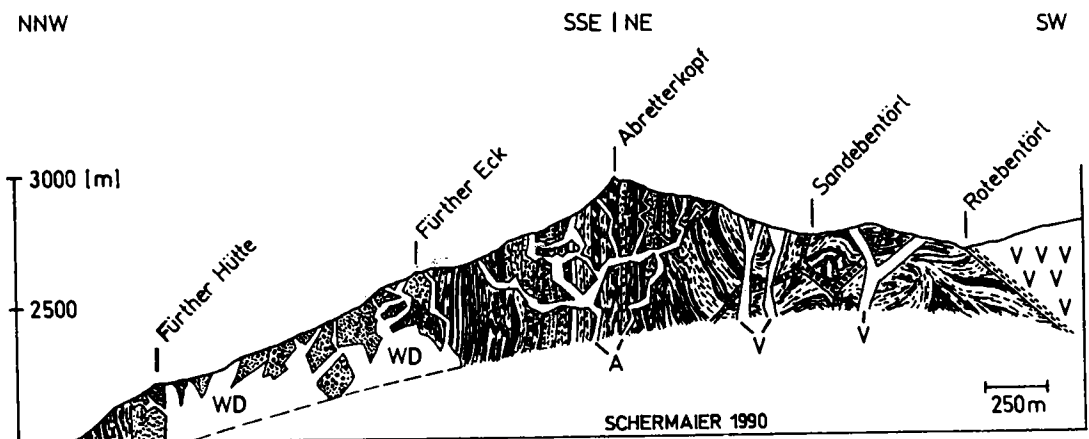 NNW
SSE | NE
SW
Abretterkopf
Sandebentörl
Rotebentörl
Fürther Eck
Fürther Hütte
3000 [m]
2500
V V V
V V
V
V
WD
WD
A
V
V
250m
SCHERMAIER 1990